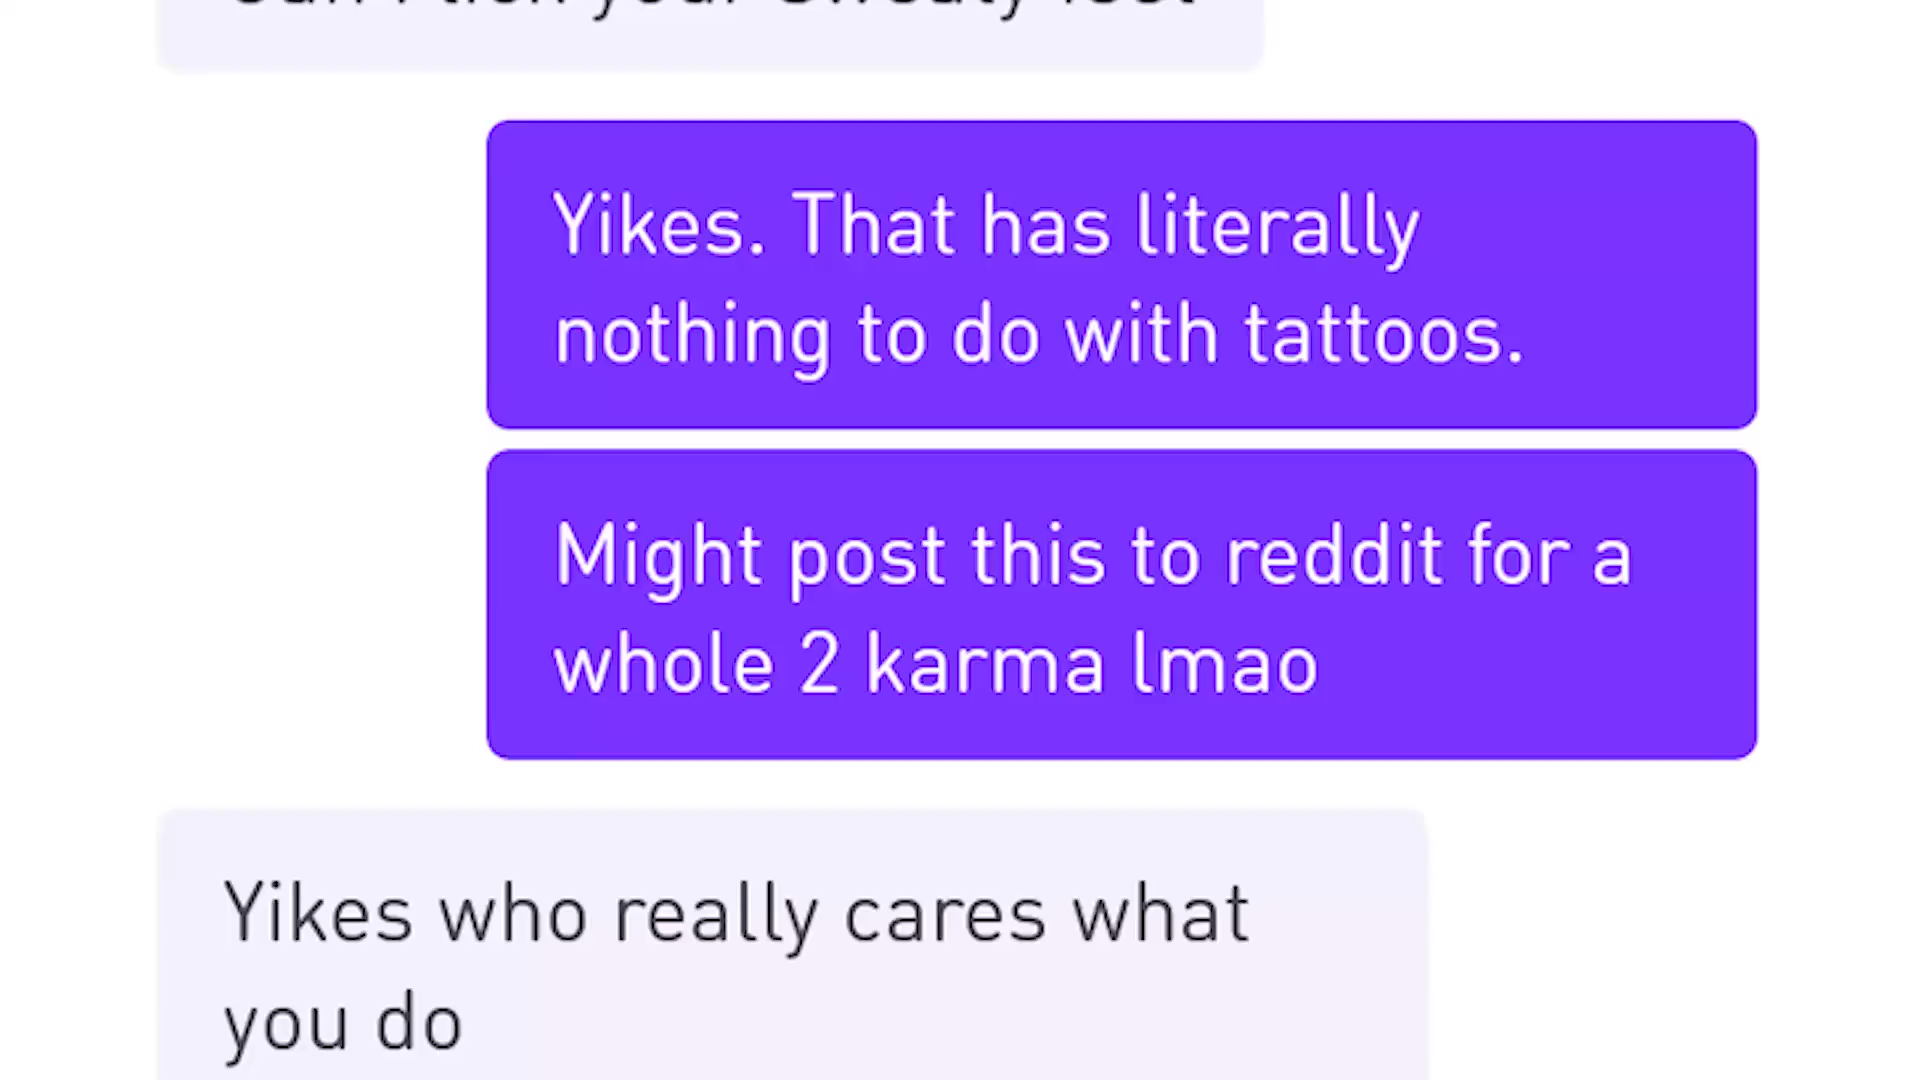 your
Yikes. That has literally
nothing to do with tattoos.
Might post this to reddit for a
whole 2 karma lmao
Yikes who really cares what
you do